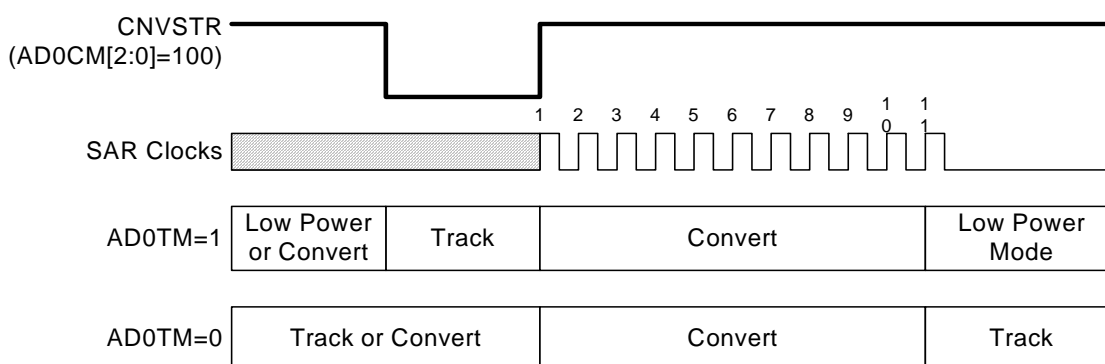 CNVSTR
(AD0CM[2:0]=100)
1 2 3 4 5 6 7 8 9 10 11
SAR Clocks
AD0TM=1
Low Power
or Convert
Track
Convert
Low Power
Mode
AD0TM=0
Track or Convert
Convert
Track